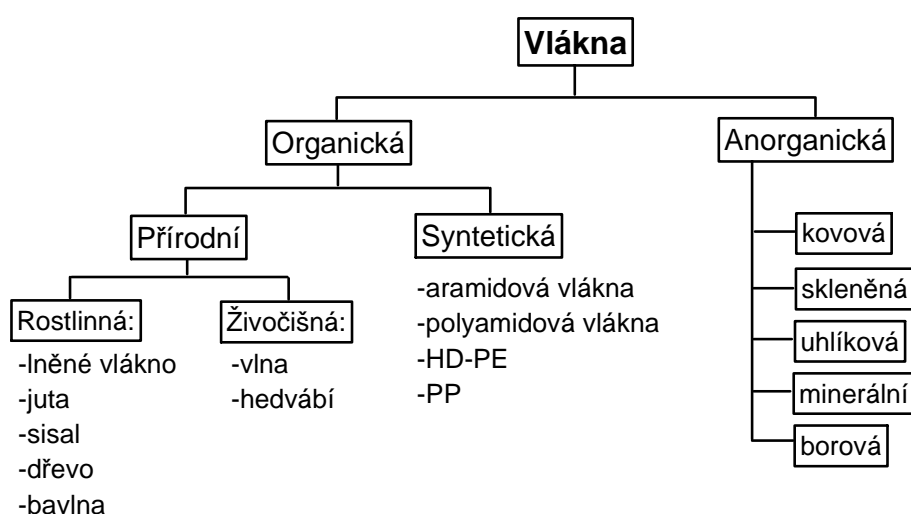 Vlákna
Organická
Anorganická
Přírodní
Syntetická
Rostlinná:
-lněné vlákno
-juta
-sisal
-dřevo
-bavlna
Živočišná:
-vlna
-hedvábí
-aramidová vlákna
-polyamidová vlákna
-HD-PE
-PP
kovová
skleněná
uhlíková
minerální
borová